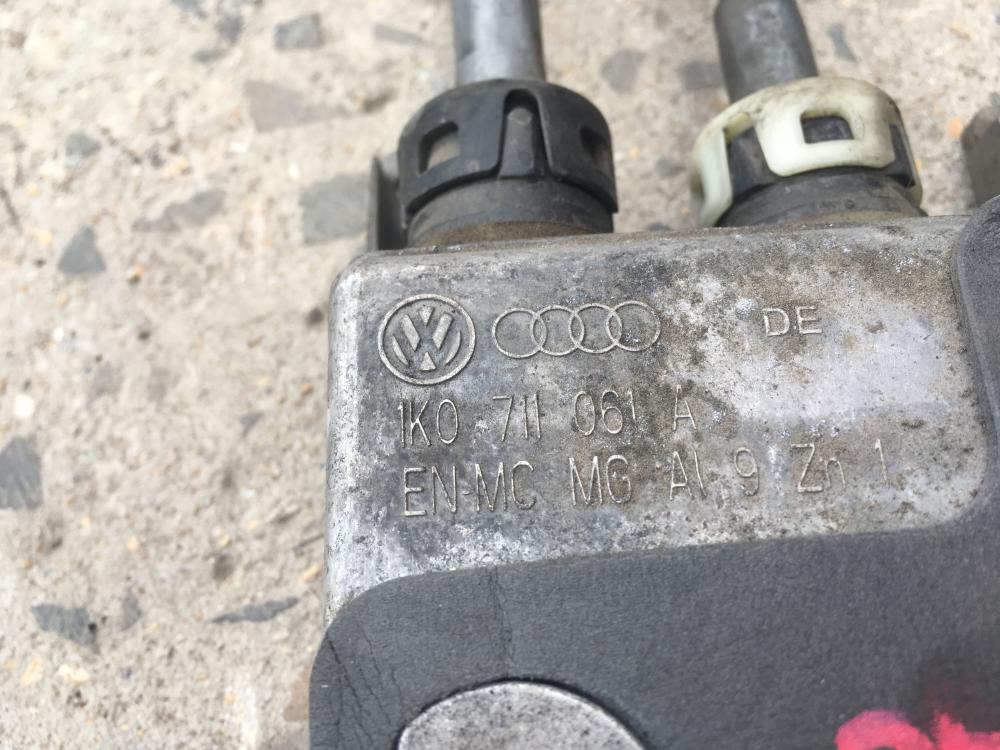 DE
1K0 711 061 A
EN-MC MG Al 9 Zn 1